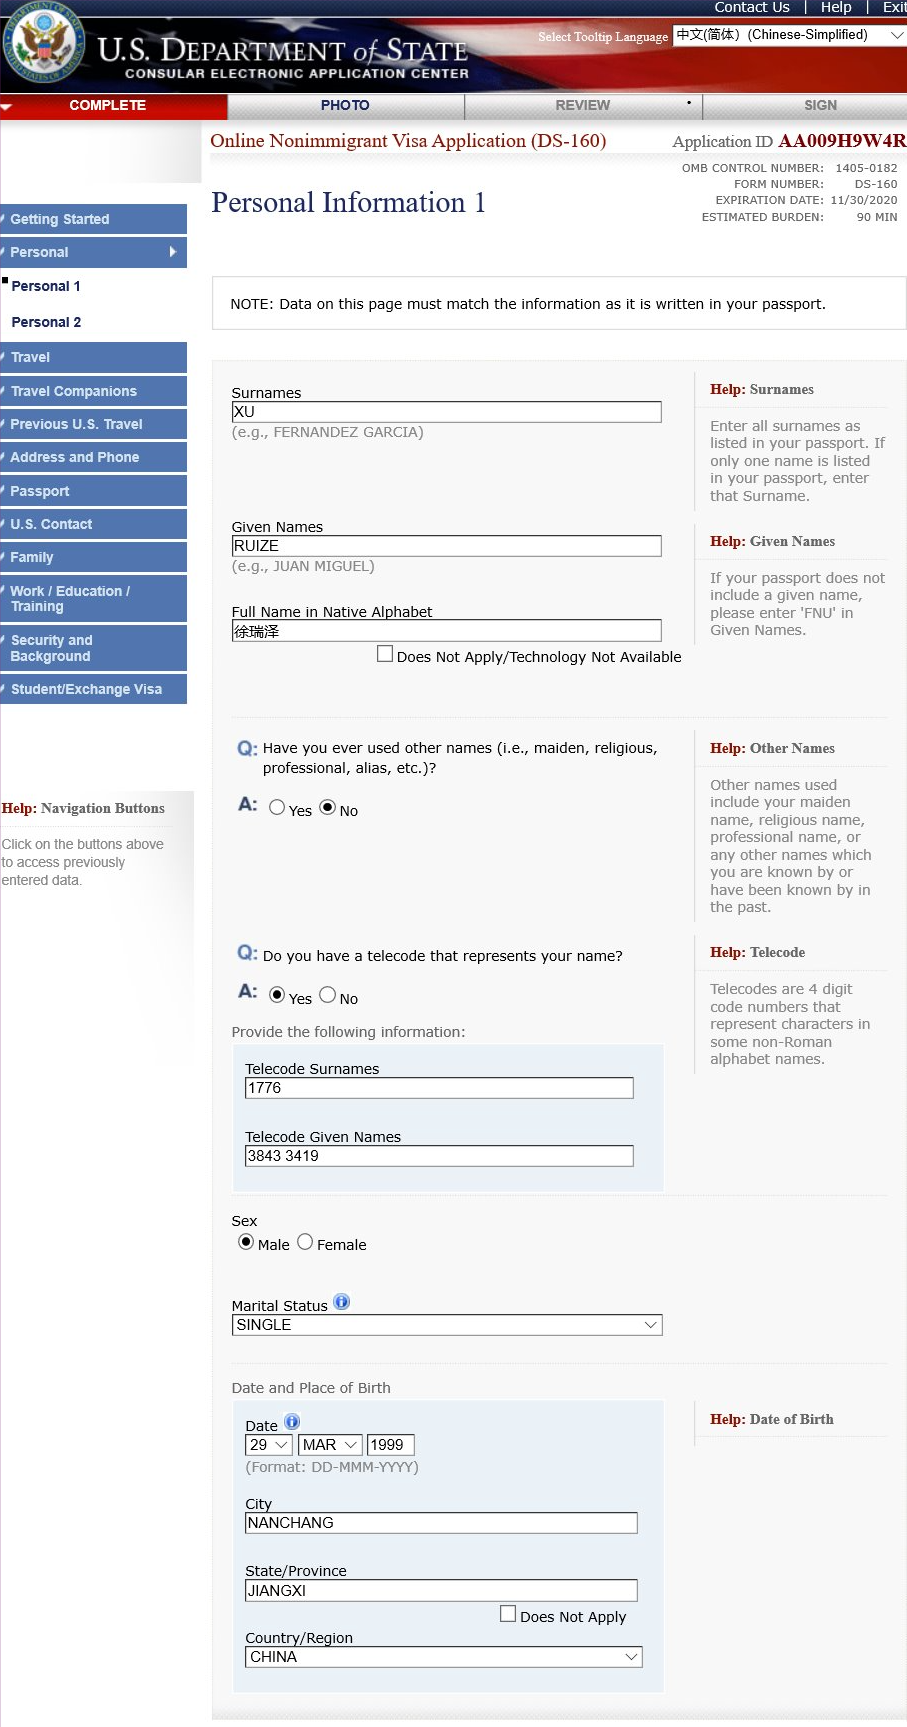 Contact Us | Help | Exit
Select Tooltip Language 中文(简体) (Chinese-Simplified)
U.S. DEPARTMENT of STATE
CONSULAR ELECTRONIC APPLICATION CENTER
COMPLETE PHOTO REVIEW SIGN
Online Nonimmigrant Visa Application (DS-160)
Application ID AA009H9W4R
OMB CONTROL NUMBER: 1405-0182
FORM NUMBER: DS-160
EXPIRATION DATE: 11/30/2020
ESTIMATED BURDEN: 90 MIN
Personal Information 1
Getting Started
Personal
Personal 1
Personal 2
Travel
Travel Companions
Previous U.S. Travel
Address and Phone
Passport
U.S. Contact
Family
Work / Education /
Training
Security and
Background
Student/Exchange Visa
Help: Navigation Buttons
Click on the buttons above
to access previously
entered data.
NOTE: Data on this page must match the information as it is written in your passport.
Surnames
XU
(e.g., FERNANDEZ GARCIA)
Help: Surnames
Enter all surnames as
listed in your passport. If
only one name is listed
in your passport, enter
that Surname.
Given Names
RUIZE
(e.g., JUAN MIGUEL)
Help: Given Names
If your passport does not
include a given name,
please enter 'FNU' in
Given Names.
Full Name in Native Alphabet
徐瑞泽
Does Not Apply/Technology Not Available
Q: Have you ever used other names (i.e., maiden, religious,
professional, alias, etc.)?
A: Yes No
Help: Other Names
Other names used
include your maiden
name, religious name,
professional name, or
any other names which
you are known by or
have been known by in
the past.
Q: Do you have a telecode that represents your name?
A: Yes No
Help: Telecode
Telecodes are 4 digit
code numbers that
represent characters in
some non-Roman
alphabet names.
Provide the following information:
Telecode Surnames
1776
Telecode Given Names
3843 3419
Sex
Male Female
Marital Status
SINGLE
Date and Place of Birth
Date
29 MAR 1999
(Format: DD-MMM-YYYY)
Help: Date of Birth
City
NANCHANG
State/Province
JIANGXI
Does Not Apply
Country/Region
CHINA